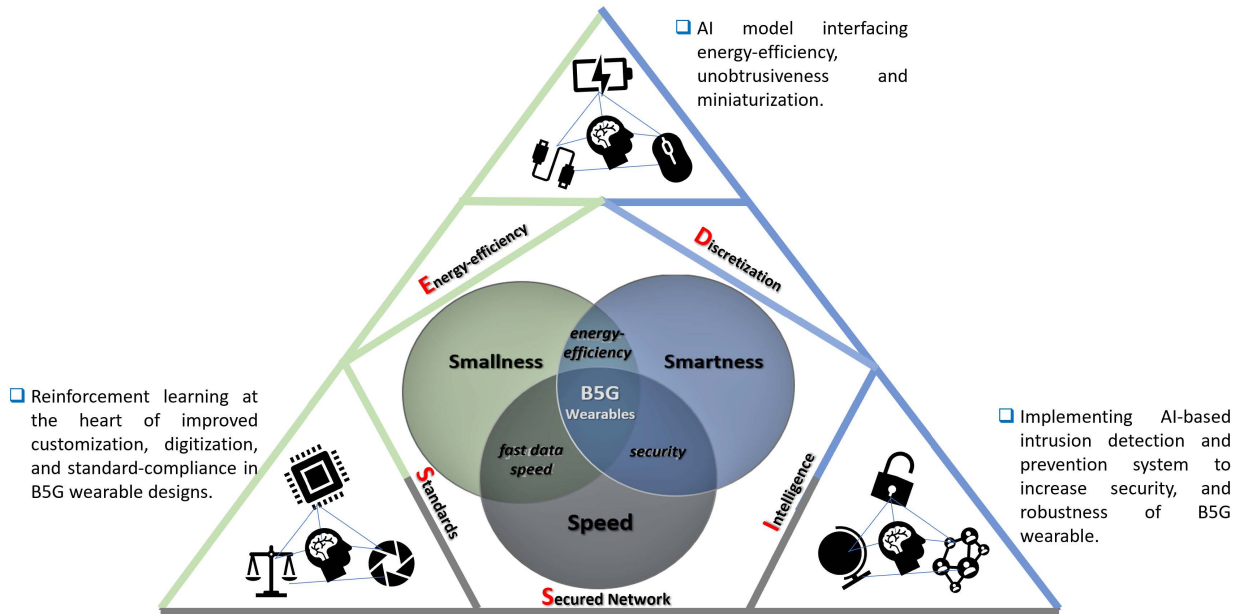 AI model interfacing
energy-efficiency,
unobtrusiveness and
miniaturization.
Energy-efficiency
Discretization
energy-
efficiency
Smallness
Smartness
B5G
Wearables
fast data
speed
security
Speed
Standards
Intelligence
Secured Network
Reinforcement learning at
the heart of improved
customization, digitization,
and standard-compliance in
B5G wearable designs.
Implementing AI-based
intrusion detection and
prevention system to
increase security, and
robustness of B5G
wearable.